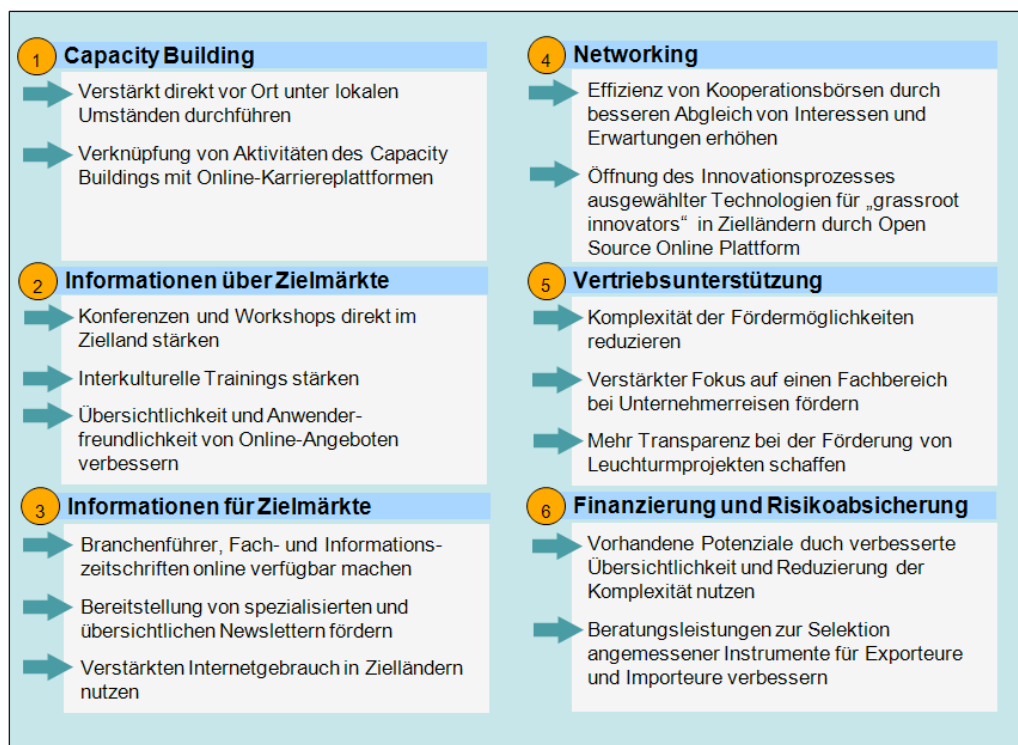 1 Capacity Building
Verstärkt direkt vor Ort unter lokalen
Umständen durchführen
Verknüpfung von Aktivitäten des Capacity
Buildings mit Online-Karriereplattformen
2 Informationen über Zielmärkte
Konferenzen und Workshops direkt im
Zielland stärken
Interkulturelle Trainings stärken
Übersichtlichkeit und Anwender-
freundlichkeit von Online-Angeboten
verbessern
3 Informationen für Zielmärkte
Branchenführer, Fach- und Informations-
zeitschriften online verfügbar machen
Bereitstellung von spezialisierten und
übersichtlichen Newslettern fördern
Verstärkten Internetgebrauch in Zielländern
nutzen
4 Networking
Effizienz von Kooperationsbörsen durch
besseren Abgleich von Interessen und
Erwartungen erhöhen
Öffnung des Innovationsprozesses
ausgewählter Technologien für „grassroot
innovators“ in Zielländern durch Open
Source Online Plattform
5 Vertriebsunterstützung
Komplexität der Fördermöglichkeiten
reduzieren
Verstärkter Fokus auf einen Fachbereich
bei Unternehmerreisen fördern
Mehr Transparenz bei der Förderung von
Leuchturmprojekten schaffen
6 Finanzierung und Risikoabsicherung
Vorhandene Potenziale duch verbesserte
Übersichtlichkeit und Reduzierung der
Komplexität nutzen
Beratungsleistungen zur Selektion
angemessener Instrumente für Exporteure
und Importeure verbessern